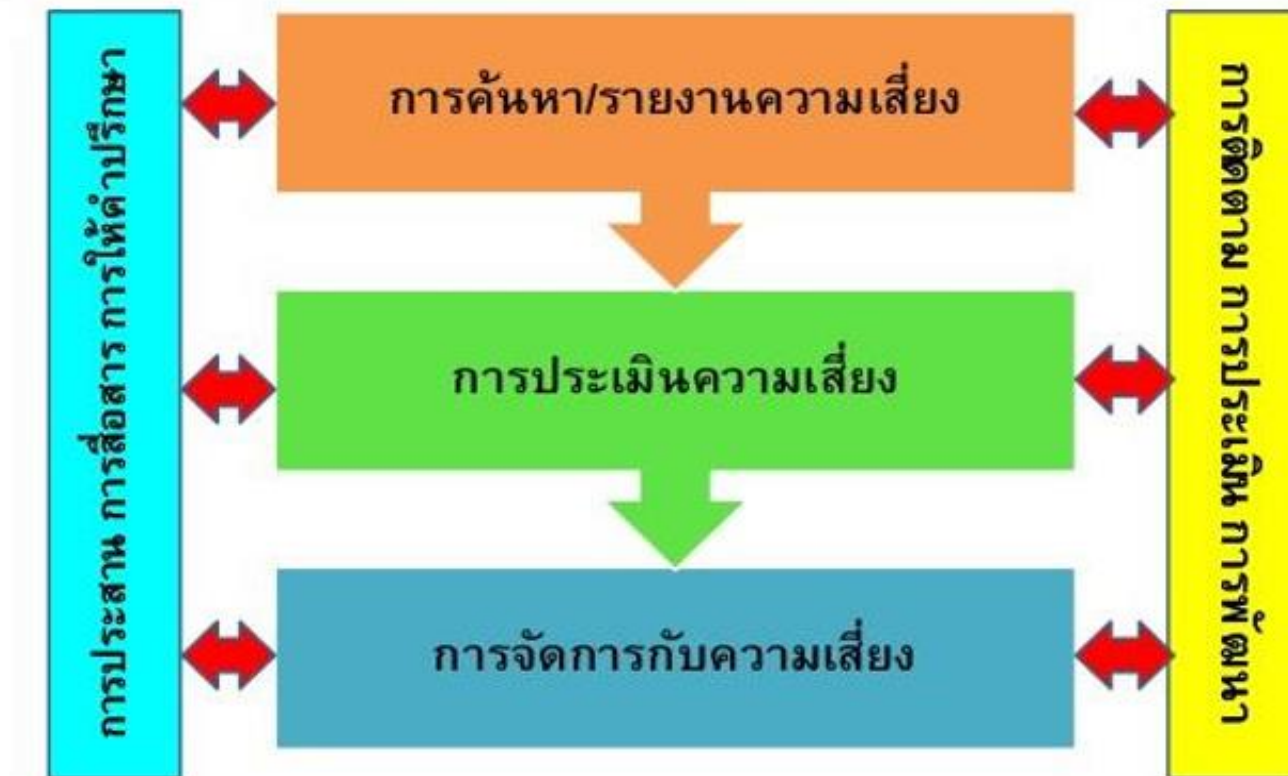 การประสาน การสื่อสาร การให้คำปรึกษา
การค้นหา/รายงานความเสี่ยง
การประเมินความเสี่ยง
การจัดการกับความเสี่ยง
การติดตาม การประเมิน การพัฒนา